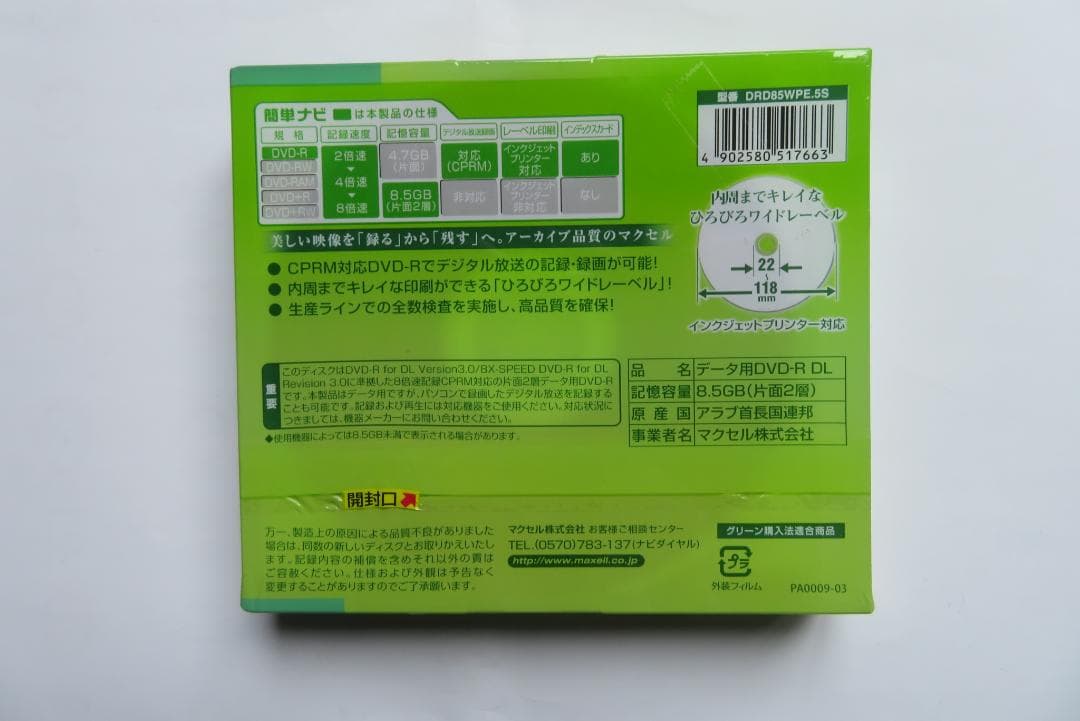 型番 DRD85WPE.5S
4 902580 517663
簡単ナビ は本製品の仕様
規格 記録速度 記憶容量 デジタル放送録画 レーベル印刷 インデックスカード
DVD-R
DVD-RW
DVD-RAM
DVD+R
DVD+RW
2倍速
4倍速
8倍速
4.7GB
(片面)
8.5GB
(片面2層)
対応
(CPRM)
非対応
インクジェット
プリンター
対応
インクジェット
プリンター
非対応
あり
なし
美しい映像を「録る」から「残す」へ。アーカイブ品質のマクセル
● CPRM対応DVD-Rでデジタル放送の記録・録画が可能!
● 内周までキレイな印刷ができる「ひろびろワイドレーベル」!
● 生産ラインでの全数検査を実施し、高品質を確保!
内周までキレイな
ひろびろワイドレーベル
22
~
118
mm
インクジェットプリンター対応
重要
このディスクはDVD-R for DL Version3.0/8X-SPEED DVD-R for DL
Revision 3.0に準拠した8倍速記録CPRM対応の片面2層データ用DVD-R
です。本製品はデータ用ですが、パソコンで録画したデジタル放送を記録する
ことも可能です。記録および再生には対応機器をご使用ください。対応状況に
つきましては、機器メーカーにお問い合わせください。
◆使用機器によっては8.5GB未満で表示される場合があります。
品名 データ用DVD-R DL
記憶容量 8.5GB(片面2層)
原産国 アラブ首長国連邦
事業者名 マクセル株式会社
開封口
万一、製造上の原因による品質不良がありました
場合は、同数の新しいディスクとお取りかえいたし
ます。記録内容の補償を含めそれ以外の責は
ご容赦ください。仕様および外観は予告なく
変更することがありますのでご了承願います。
マクセル株式会社 お客様ご相談センター
TEL.(0570)783-137(ナビダイヤル)
http://www.maxell.co.jp
グリーン購入法適合商品
プラ
外装フィルム
PA0009-03